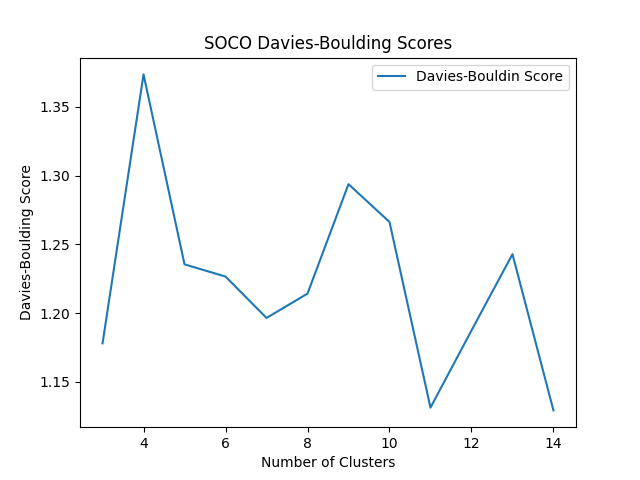 SOCO Davies-Boulding Scores
Davies-Bouldin Score
Davies-Boulding Score
1.35
1.30
1.25
1.20
1.15
4
6
8
10
12
14
Number of Clusters